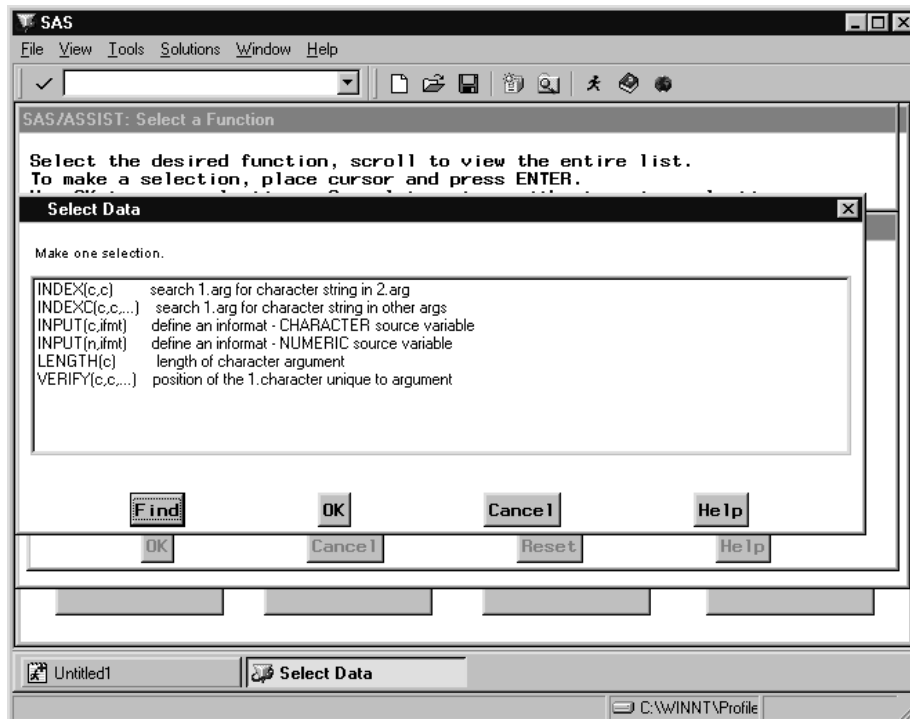 SAS
File View Tools Solutions Window Help
SAS/ASSIST: Select a Function
Select the desired function, scroll to view the entire list.
To make a selection, place cursor and press ENTER.
Select Data
Make one selection.
INDEX(c,c) search 1.arg for character string in 2.arg
INDEXC(c,c,...) search 1.arg for character string in other args
INPUT(c,ifmt) define an informat - CHARACTER source variable
INPUT(n,ifmt) define an informat - NUMERIC source variable
LENGTH(c) length of character argument
VERIFY(c,c,...) position of the 1.character unique to argument
Find OK Cancel Help
OK Cancel Reset Help
Untitled1 Select Data
C:\WINNT\Profile